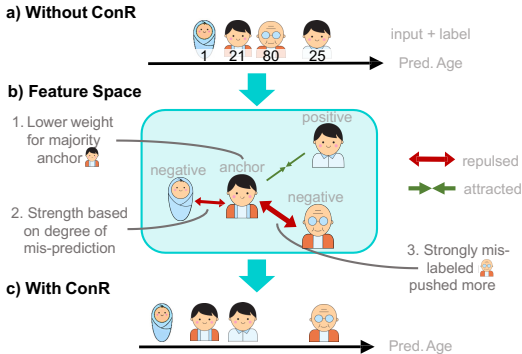 a) Without ConR
input + label
1 21 80 25
Pred. Age
b) Feature Space
1. Lower weight
for majority
anchor
positive
anchor
negative
negative
2. Strength based
on degree of
mis-prediction
repulsed
attracted
3. Strongly mis-
labeled
pushed more
c) With ConR
Pred. Age